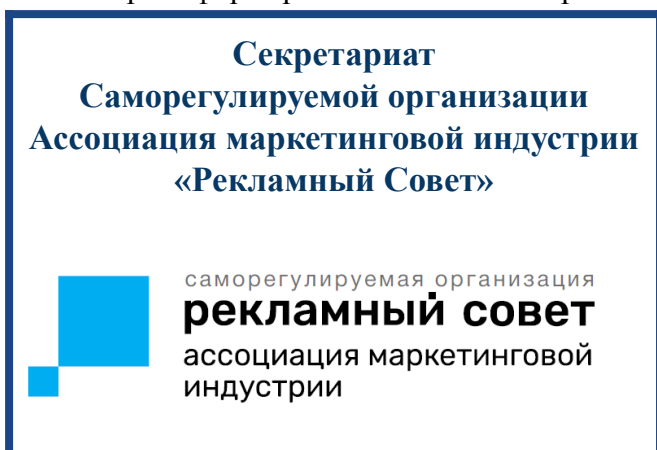 Секретариат
Саморегулируемой организации
Ассоциация маркетинговой индустрии
«Рекламный Совет»
саморегулируемая организация
рекламный совет
ассоциация маркетинговой
индустрии